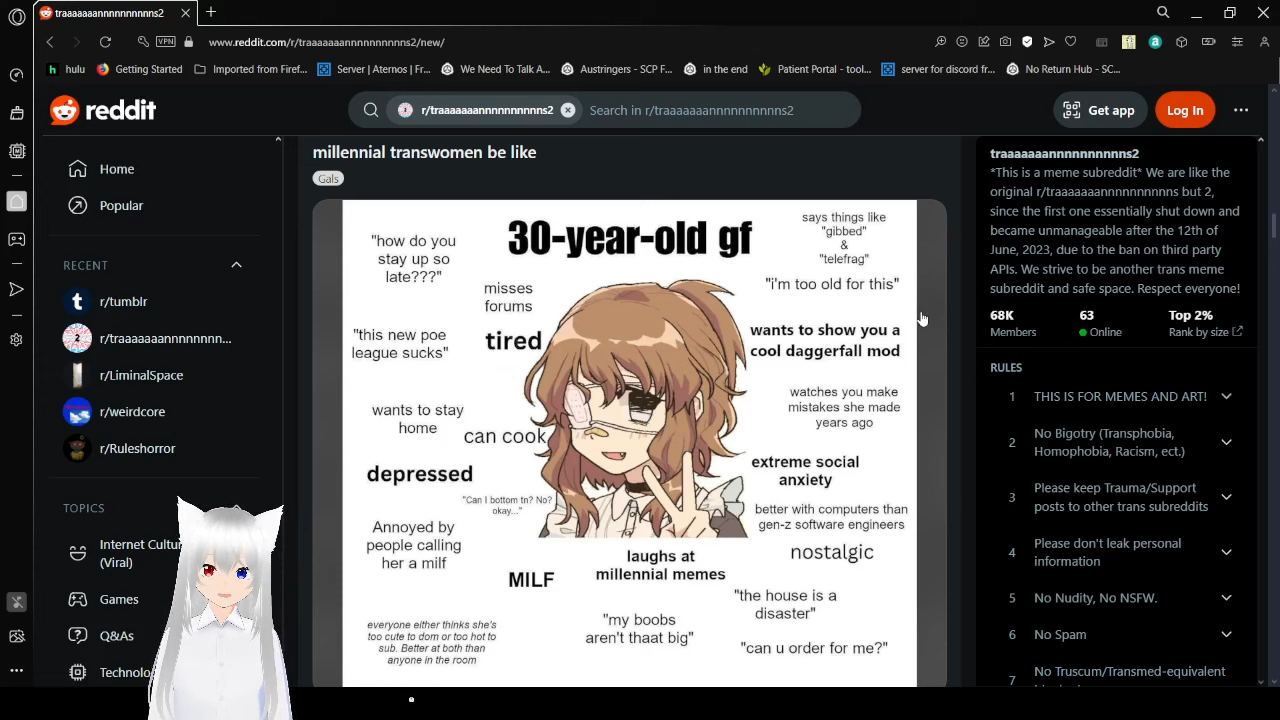 traaaaaaannnnnnnnnns2
VPN
www.reddit.com/r/traaaaaaannnnnnnnnns2/new/
hulu
Getting Started
Imported from Firef...
Server | Aternos | Fr...
We Need To Talk A...
Austringers - SCP F...
in the end
Patient Portal - tool...
server for discord fr...
No Return Hub - SC...
reddit
r/traaaaaaannnnnnnnnns2
Search in r/traaaaaaannnnnnnnnns2
Get app
Log In
Home
Popular
RECENT
r/tumblr
r/traaaaaaannnnnnn...
r/LiminalSpace
r/weirdcore
r/Ruleshorror
TOPICS
Internet Cultu
(Viral)
Games
Q&As
Technolo
millennial transwomen be like
Gals
30-year-old gf
"how do you
stay up so
late???"
says things like
"gibbed"
&
"telefrag"
"i'm too old for this"
misses
forums
tired
"this new poe
league sucks"
wants to show you a
cool daggerfall mod
watches you make
mistakes she made
years ago
wants to stay
home
can cook
depressed
extreme social
anxiety
"Can I bottom tn? No?
okay..."
better with computers than
gen-z software engineers
Annoyed by
people calling
her a milf
nostalgic
MILF
laughs at
millennial memes
"the house is a
disaster"
"my boobs
aren't thaat big"
everyone either thinks she's
too cute to dom or too hot to
sub. Better at both than
anyone in the room
"can u order for me?"
traaaaaaannnnnnnnnns2
*This is a meme subreddit* We are like the
original r/traaaaaaannnnnnnnnns but 2,
since the first one essentially shut down and
became unmanageable after the 12th of
June, 2023, due to the ban on third party
APIs. We strive to be another trans meme
subreddit and safe space. Respect everyone!
68K
Members
63
Online
Top 2%
Rank by size
RULES
1 THIS IS FOR MEMES AND ART!
2 No Bigotry (Transphobia,
Homophobia, Racism, ect.)
3 Please keep Trauma/Support
posts to other trans subreddits
4 Please don't leak personal
information
5 No Nudity, No NSFW.
6 No Spam
7 No Truscum/Transmed-equivalent